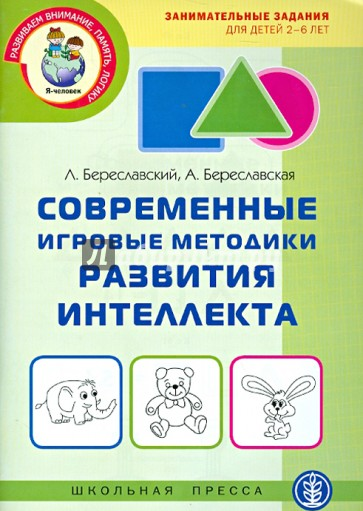 РАЗВИВАЕМ ВНИМАНИЕ, ПАМЯТЬ, ЛОГИКУ
Я-человек
ЗАНИМАТЕЛЬНЫЕ ЗАДАНИЯ
ДЛЯ ДЕТЕЙ 2–6 ЛЕТ
Л. Береславский, А. Береславская
СОВРЕМЕННЫЕ
ИГРОВЫЕ МЕТОДИКИ
РАЗВИТИЯ
ИНТЕЛЛЕКТА
ШКОЛЬНАЯ ПРЕССА